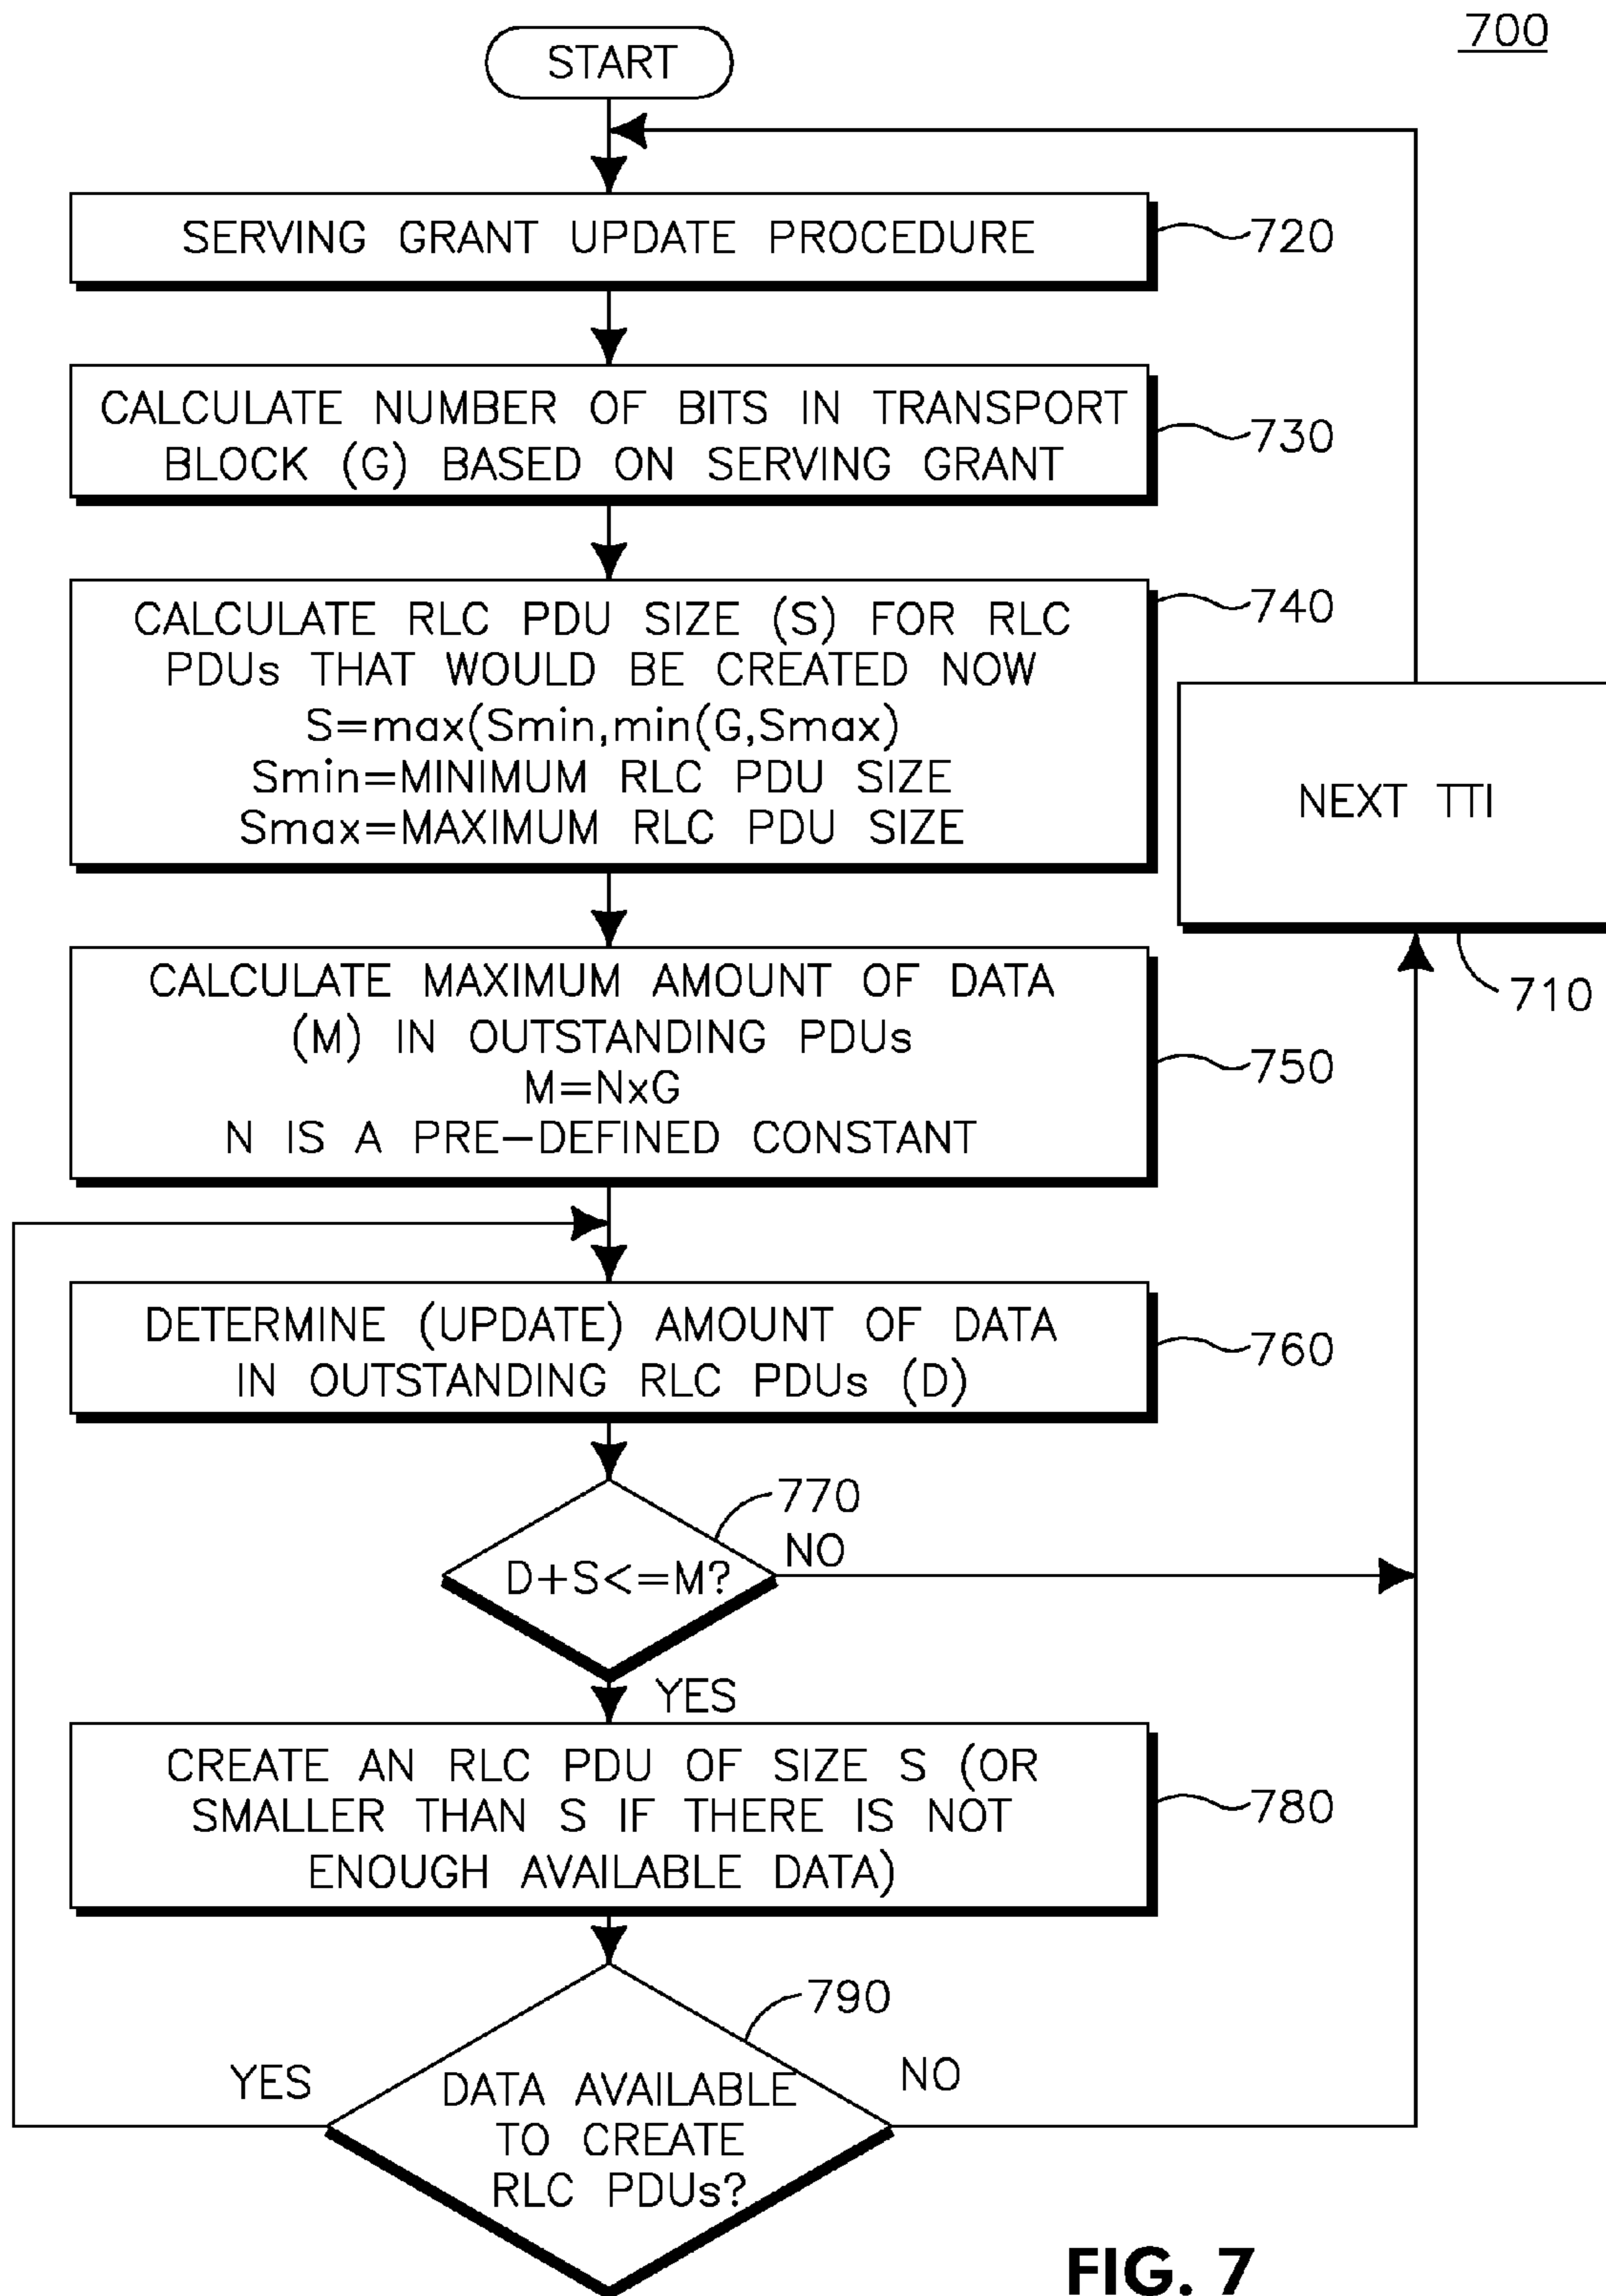 700
START
SERVING GRANT UPDATE PROCEDURE
720
CALCULATE NUMBER OF BITS IN TRANSPORT
BLOCK (G) BASED ON SERVING GRANT
730
CALCULATE RLC PDU SIZE (S) FOR RLC
PDUs THAT WOULD BE CREATED NOW
S=max(Smin,min(G,Smax)
Smin=MINIMUM RLC PDU SIZE
Smax=MAXIMUM RLC PDU SIZE
740
NEXT TTI
710
CALCULATE MAXIMUM AMOUNT OF DATA
(M) IN OUTSTANDING PDUs
M=NxG
N IS A PRE-DEFINED CONSTANT
750
DETERMINE (UPDATE) AMOUNT OF DATA
IN OUTSTANDING RLC PDUs (D)
760
770
NO
D+S<=M?
YES
CREATE AN RLC PDU OF SIZE S (OR
SMALLER THAN S IF THERE IS NOT
ENOUGH AVAILABLE DATA)
780
790
YES
NO
DATA AVAILABLE
TO CREATE
RLC PDUs?
FIG. 7